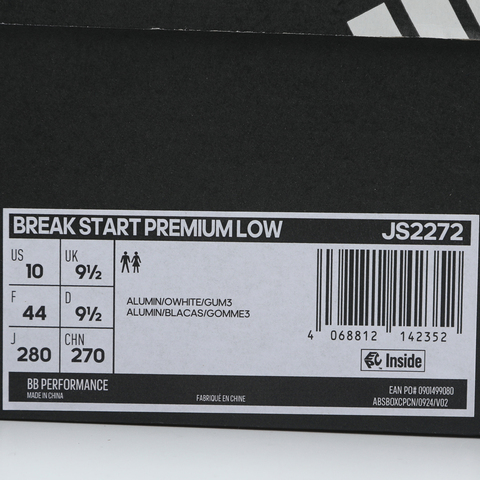 BREAK START PREMIUM LOW JS2272
US 10 UK 9½
F 44 D 9½
J 280 CHN 270
ALUMIN/OWHITE/GUM3
ALUMIN/BLACAS/GOMME3
4 068812 142352
Inside
BB PERFORMANCE
MADE IN CHINA
FABRIQUÉ EN CHINE
EAN PO# 0901499080
ABSBOXCPCN/0924/V02